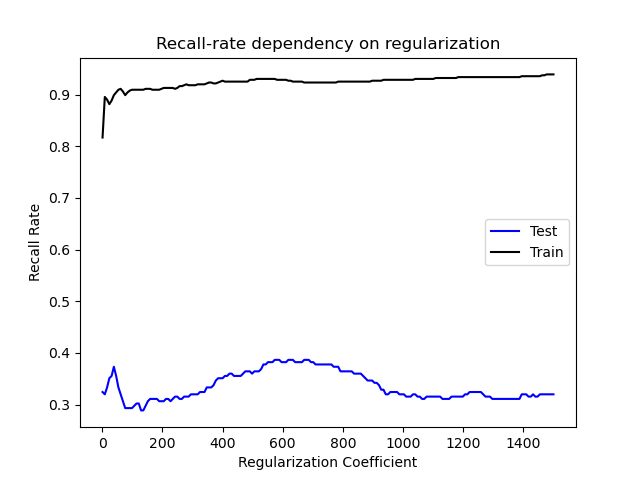 Recall-rate dependency on regularization
0.9
0.8
0.7
0.6
0.5
0.4
0.3
Recall Rate
Test
Train
0 200 400 600 800 1000 1200 1400
Regularization Coefficient